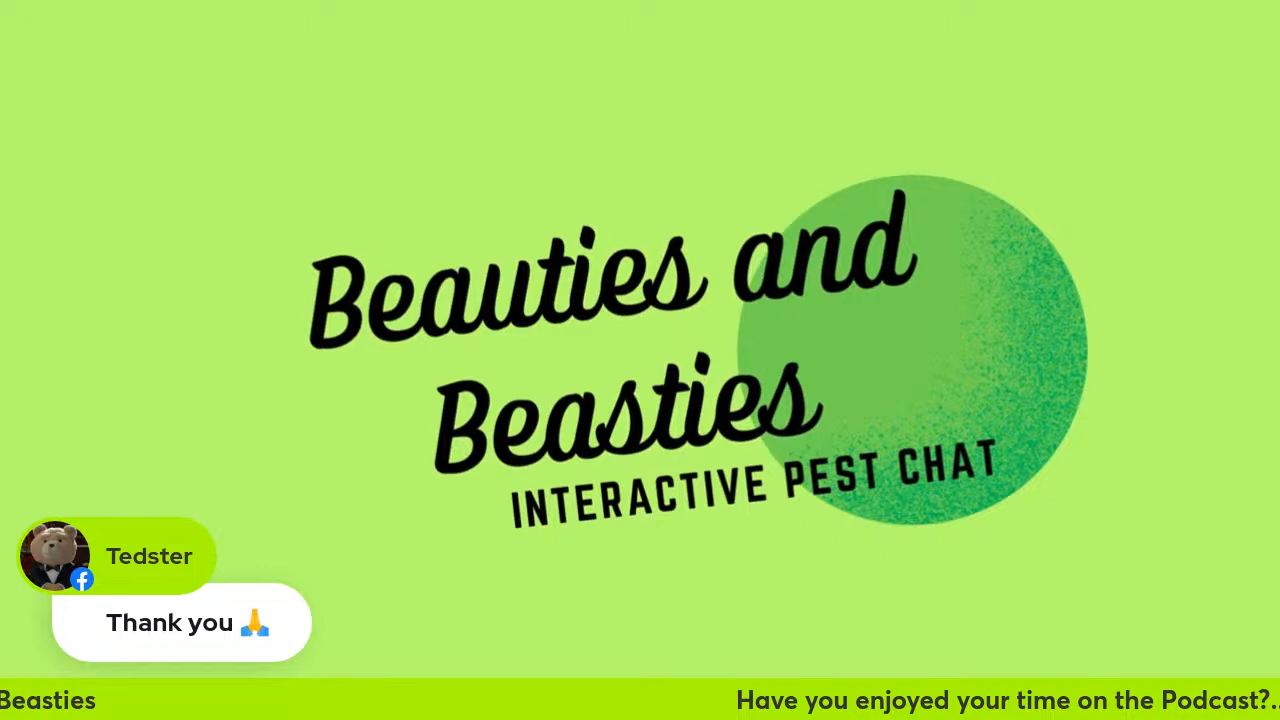 Beauties and
Beasties
INTERACTIVE PEST CHAT
Tedster
Thank you 🙏
Beasties
Have you enjoyed your time on the Podcast?..